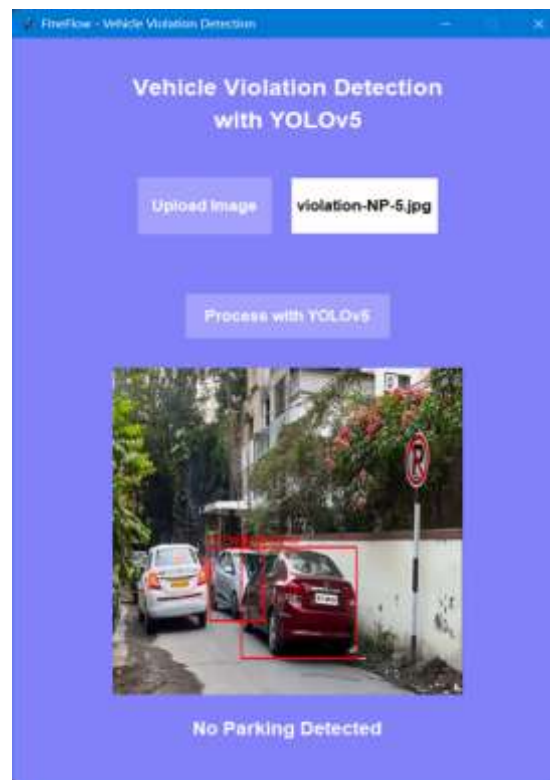 FineFlow - Vehicle Violation Detection
Vehicle Violation Detection
with YOLOv5
Upload Image
violation-NP-5.jpg
Process with YOLOv5
No Parking Detected